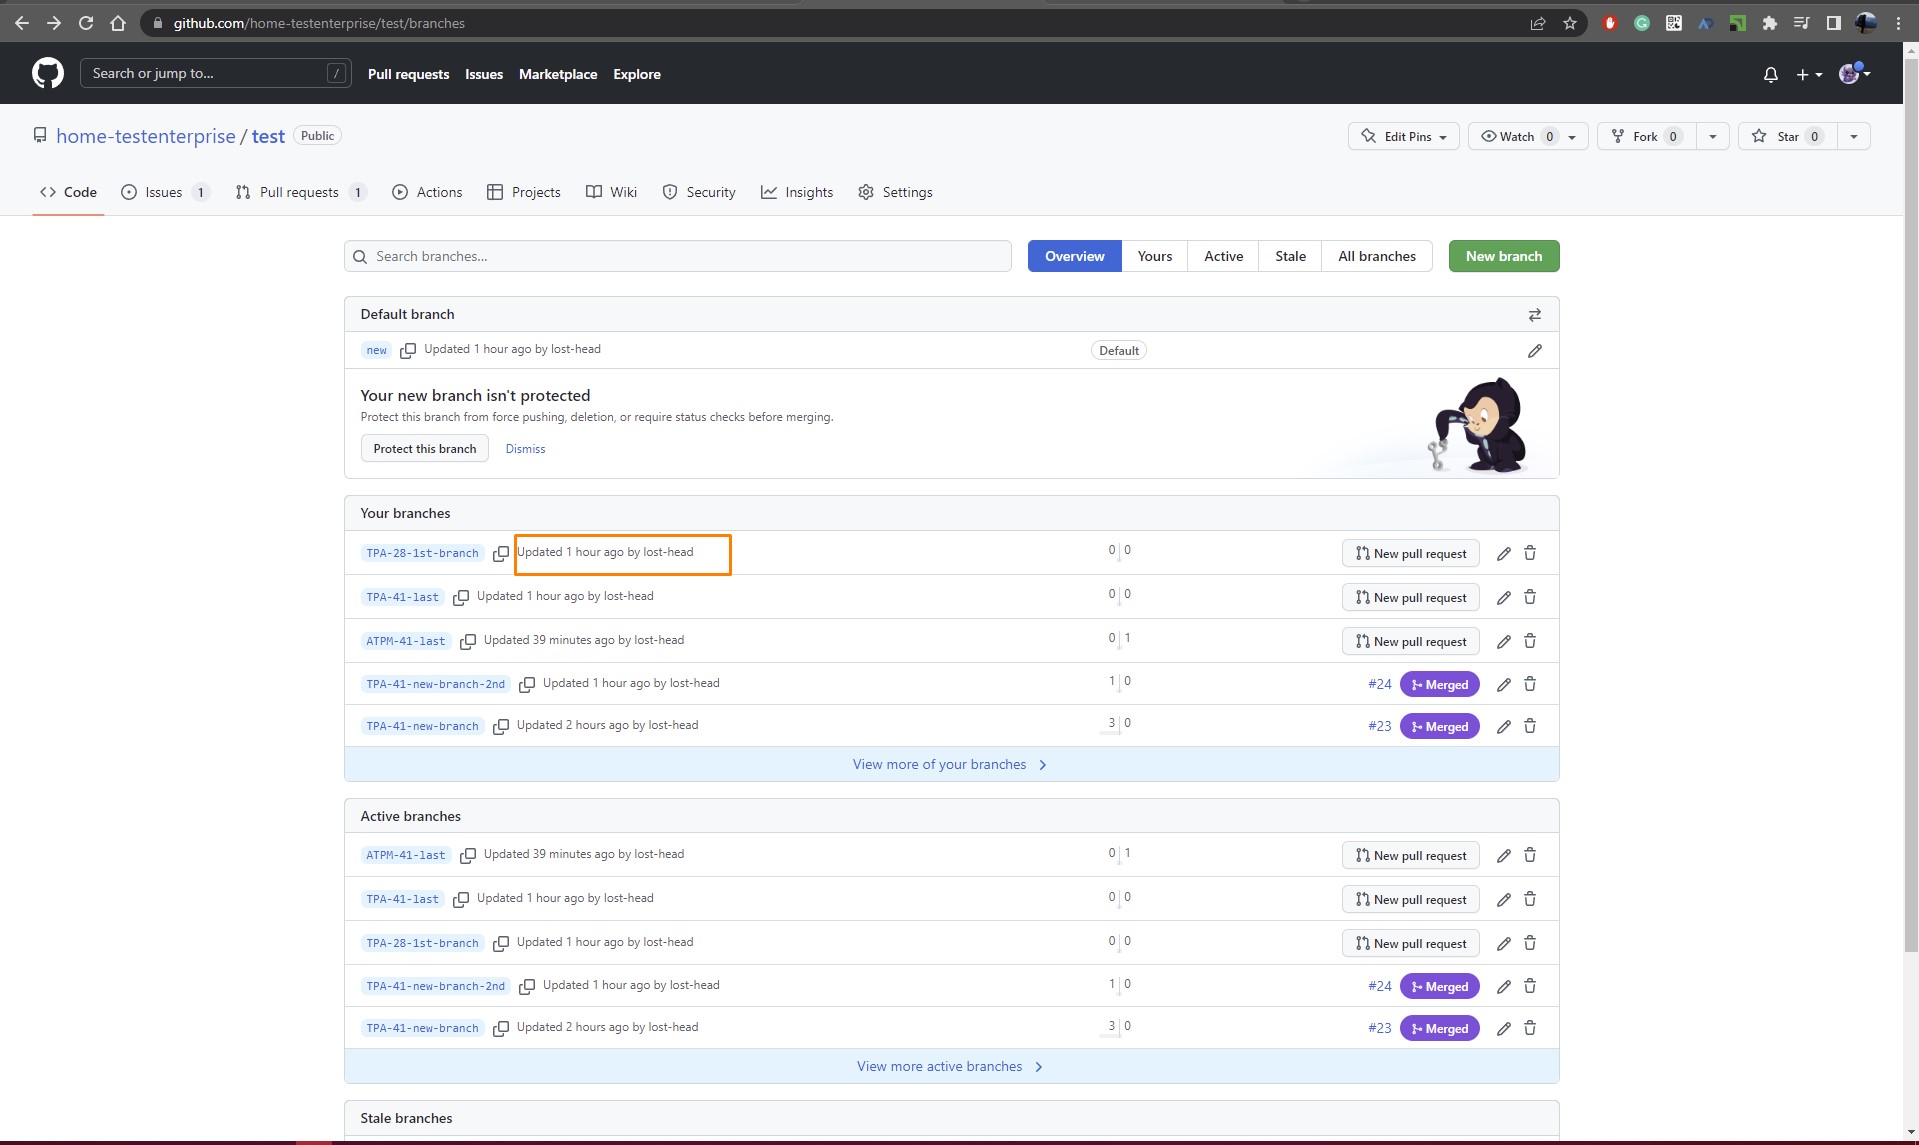 github.com/home-testenterprise/test/branches
Search or jump to... /
Pull requests Issues Marketplace Explore
home-testenterprise / test Public
Edit Pins Watch 0 Fork 0 Star 0
Code Issues 1 Pull requests 1 Actions Projects Wiki Security Insights Settings
Search branches... Overview Yours Active Stale All branches New branch
Default branch
new Updated 1 hour ago by lost-head Default
Your new branch isn't protected
Protect this branch from force pushing, deletion, or require status checks before merging.
Protect this branch Dismiss
Your branches
TPA-28-1st-branch Updated 1 hour ago by lost-head 0 0 New pull request
TPA-41-last Updated 1 hour ago by lost-head 0 0 New pull request
ATPM-41-last Updated 39 minutes ago by lost-head 0 1 New pull request
TPA-41-new-branch-2nd Updated 1 hour ago by lost-head 1 0 #24 Merged
TPA-41-new-branch Updated 2 hours ago by lost-head 3 0 #23 Merged
View more of your branches
Active branches
ATPM-41-last Updated 39 minutes ago by lost-head 0 1 New pull request
TPA-41-last Updated 1 hour ago by lost-head 0 0 New pull request
TPA-28-1st-branch Updated 1 hour ago by lost-head 0 0 New pull request
TPA-41-new-branch-2nd Updated 1 hour ago by lost-head 1 0 #24 Merged
TPA-41-new-branch Updated 2 hours ago by lost-head 3 0 #23 Merged
View more active branches
Stale branches